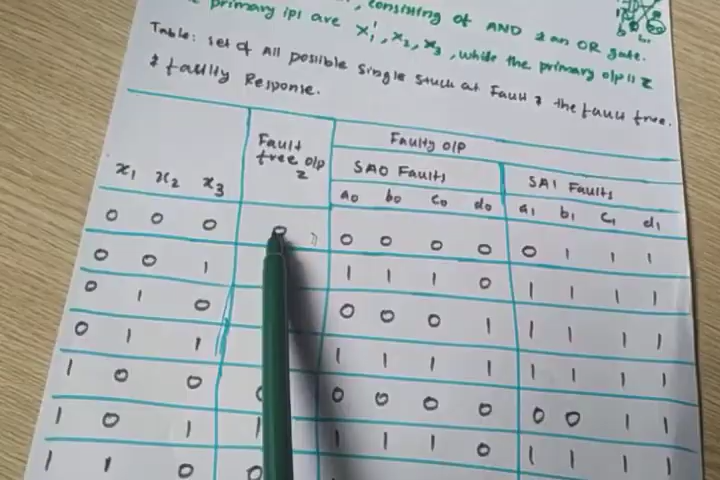 primary ips are x₁', x₂, x₃, while the primary o/p is z
, consisting of AND & an OR gate.
Table: set of All possible single stuck at Fault & the fault free.
& faulty Response.
x₁ x₂ x₃ Fault free o/p z Faulty o/p
SA0 Faults SA1 Faults
a₀ b₀ c₀ d₀ a₁ b₁ c₁ d₁
0 0 0 0 0 0 0 0 0 1 1 1
0 0 1 1 1 1 0 1 1 1 1
0 1 0 0 0 0 1 1 1 1 1
0 1 1 1 1 1 1 1 1 1 1
1 0 0 0 0 0 0 0 0 0 1 1
1 0 1 1 1 1 1 0 1 1 1 1
1 1 0 0